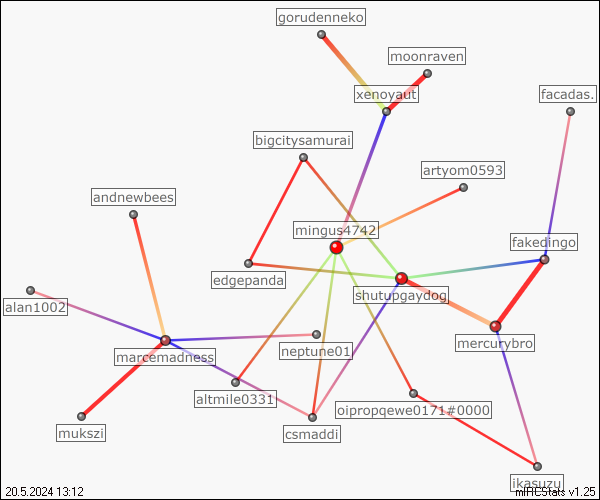 gorudenneko
moonraven
xenoyaut
facadas.
bigcitysamurai
artyom0593
andnewbees
mingus4742
fakedingo
edgepanda
shutupgaydog
alan1002
mercurybro
neptune01
marcemadness
altmile0331
oipropqewe0171#0000
mukszi
csmaddi
ikasuzu
20.5.2024 13:12
mIRCStats v1.25